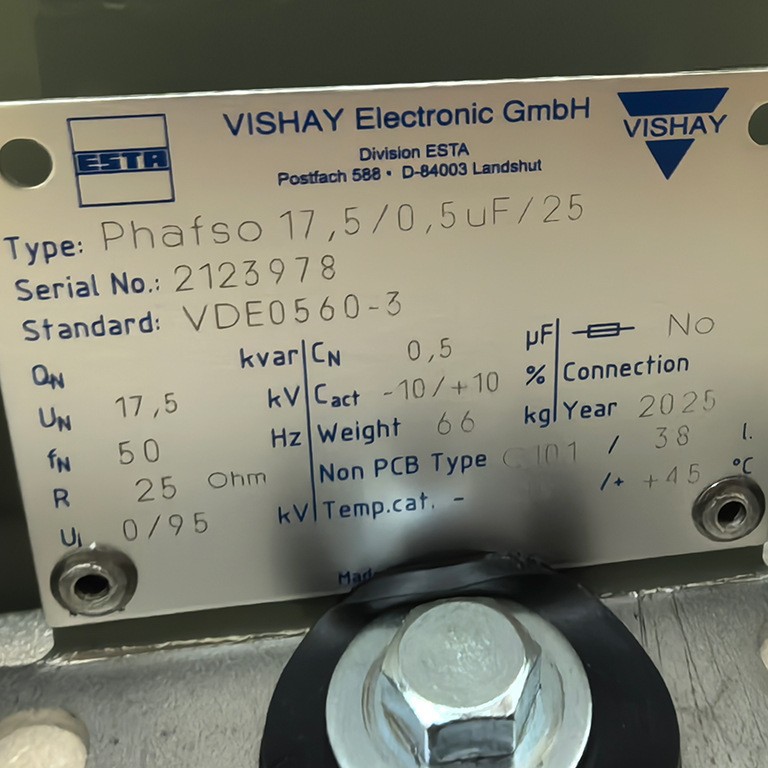 ESTA
VISHAY Electronic GmbH
Division ESTA
Postfach 588 • D-84003 Landshut
VISHAY
Type: Phafso 17,5/0,5uF/25
Serial No.: 2123978
Standard: VDE0560-3
QN kvar CN 0,5 µF No
UN 17,5 kV Cact -10/+10 % Connection
fN 50 Hz Weight 66 kg Year 2025
R 25 Ohm Non PCB Type C101 / 38 l.
Ui 0/95 kV Temp.cat. - /+ +45 °C